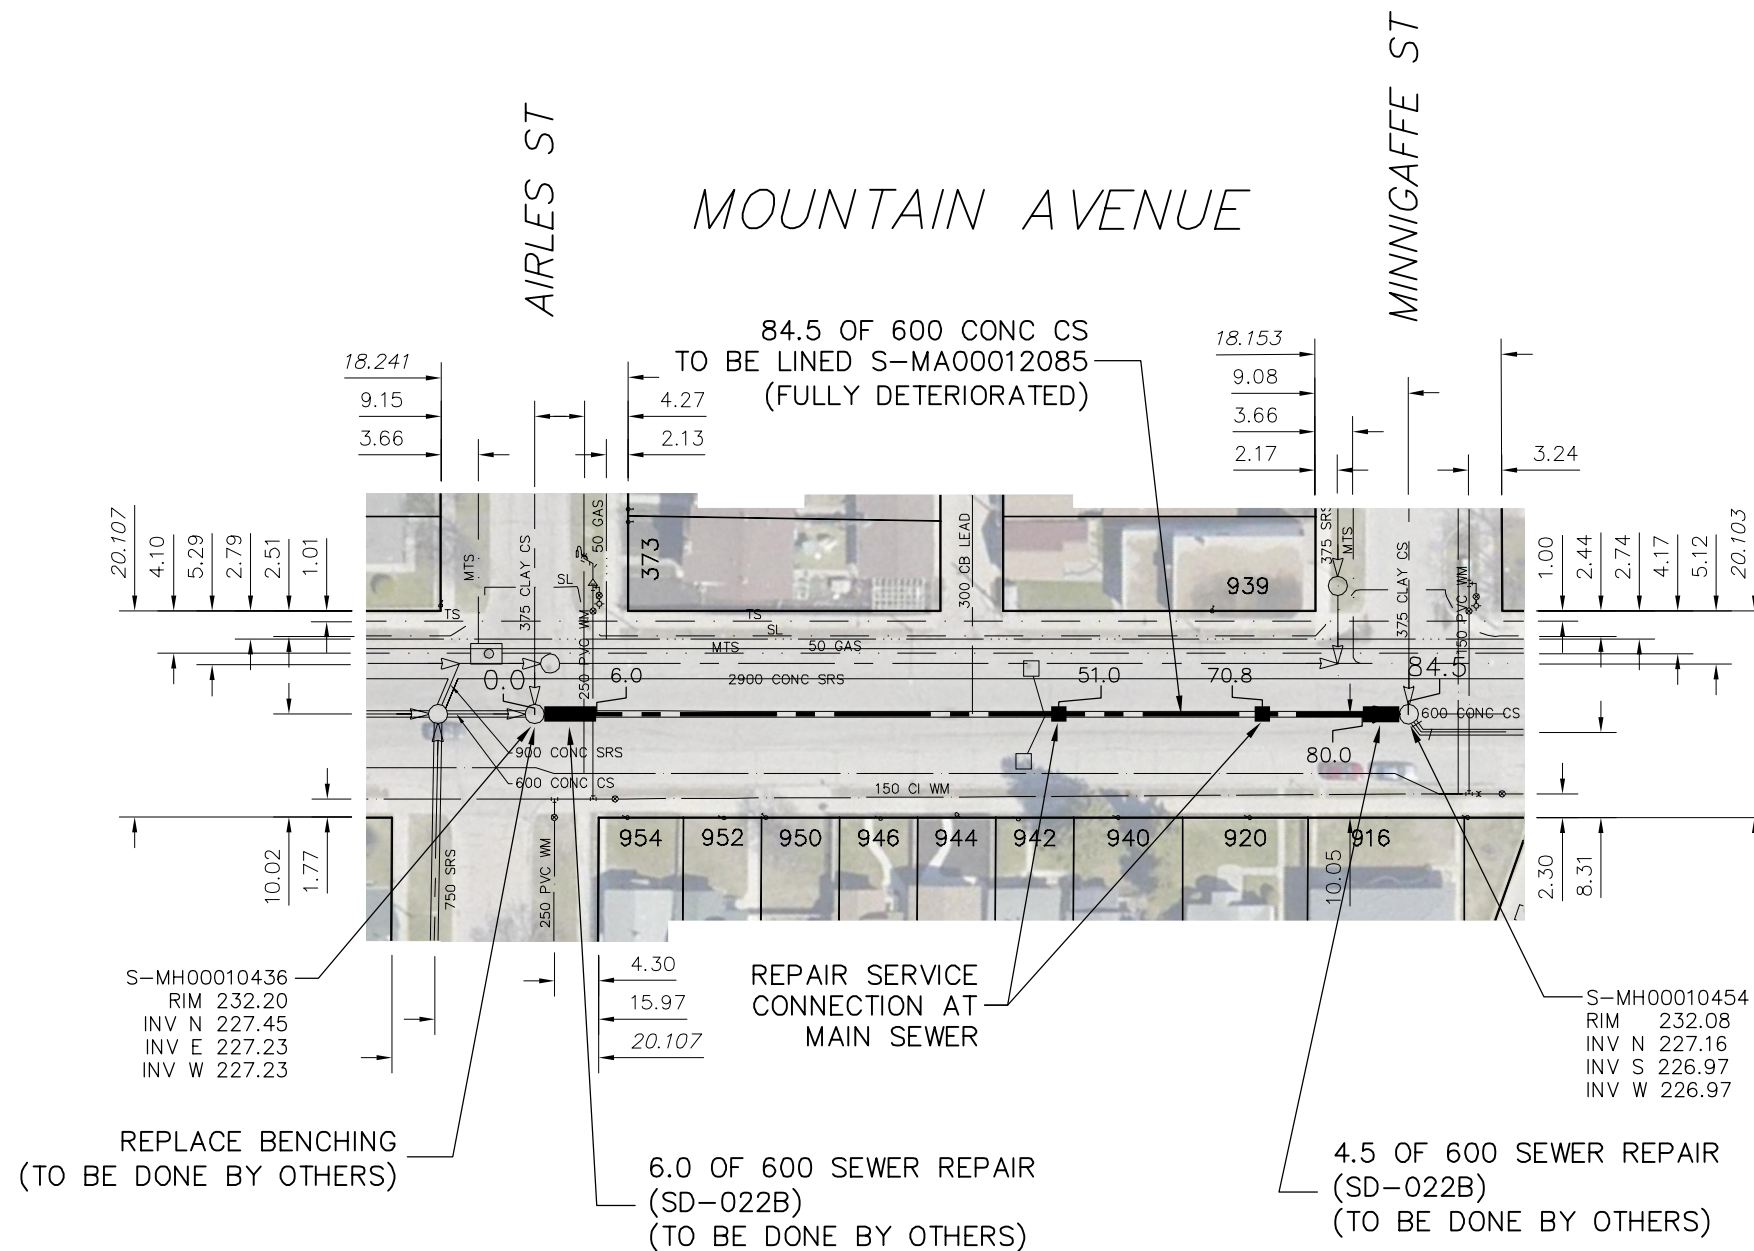 AIRLES ST
MOUNTAIN AVENUE
MINNIGAFFE ST
84.5 OF 600 CONC CS
TO BE LINED S-MA00012085
(FULLY DETERIORATED)
18.241
9.15
3.66
4.27
2.13
18.153
9.08
3.66
2.17
3.24
20.107
4.10
5.29
2.79
2.51
1.01
1.00
2.44
2.74
4.17
5.12
20.103
MTS
375 CLAY CS
50 GAS
373
300 CB LEAD
375 SRS
MTS
375 CLAY CS
150 PVC WM
939
SL
TS
TS
SL
MTS
50 GAS
250 PVC WM
0.0
6.0
2900 CONC SRS
51.0
70.8
84.5
600 CONC CS
900 CONC SRS
600 CONC CS
80.0
150 CI WM
954
952
950
946
944
942
940
920
916
750 SRS
250 PVC WM
10.05
10.02
1.77
2.30
8.31
4.30
15.97
20.107
S-MH00010436
RIM 232.20
INV N 227.45
INV E 227.23
INV W 227.23
REPAIR SERVICE
CONNECTION AT
MAIN SEWER
S-MH00010454
RIM 232.08
INV N 227.16
INV S 226.97
INV W 226.97
REPLACE BENCHING
(TO BE DONE BY OTHERS)
6.0 OF 600 SEWER REPAIR
(SD-022B)
(TO BE DONE BY OTHERS)
4.5 OF 600 SEWER REPAIR
(SD-022B)
(TO BE DONE BY OTHERS)